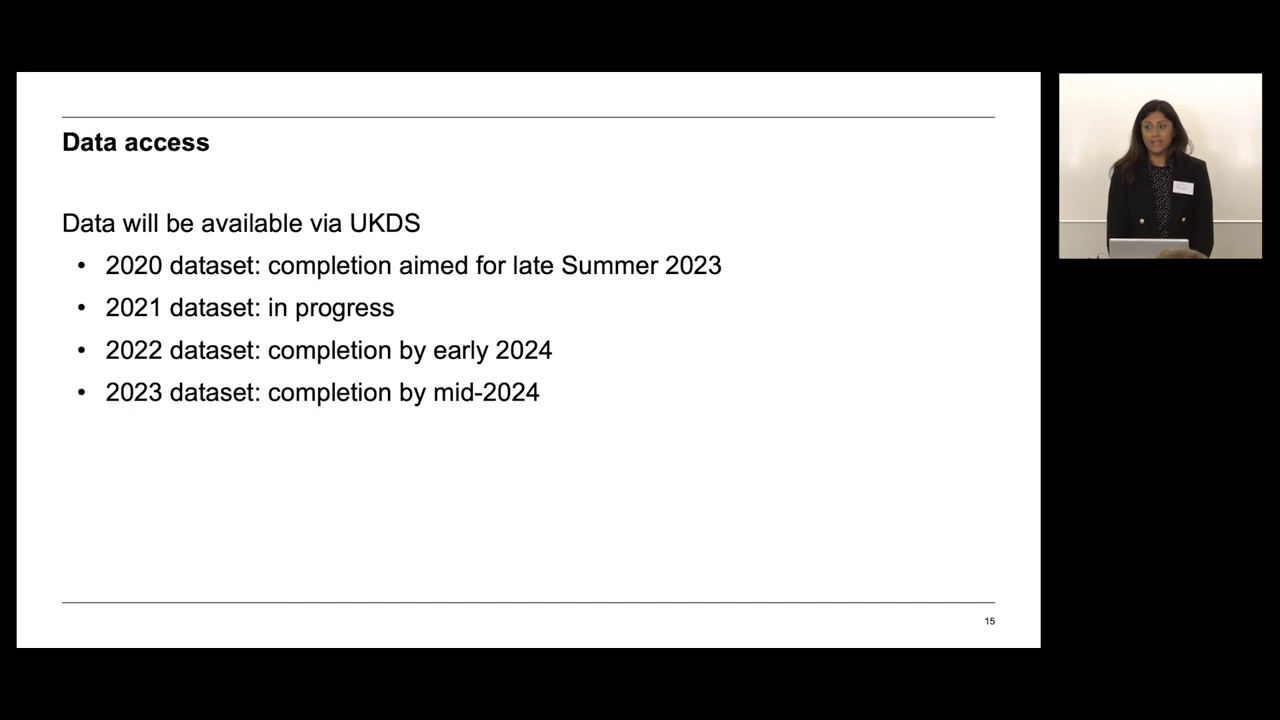 Data access
Data will be available via UKDS
• 2020 dataset: completion aimed for late Summer 2023
• 2021 dataset: in progress
• 2022 dataset: completion by early 2024
• 2023 dataset: completion by mid-2024
15